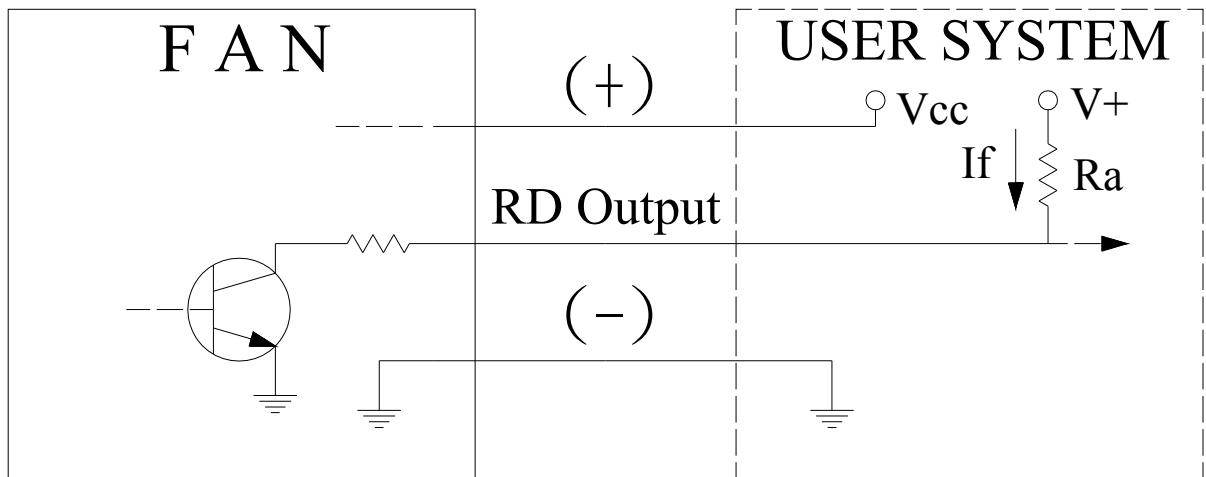 F A N
USER SYSTEM
(+)
Vcc
V+
If
Ra
RD Output
(-)